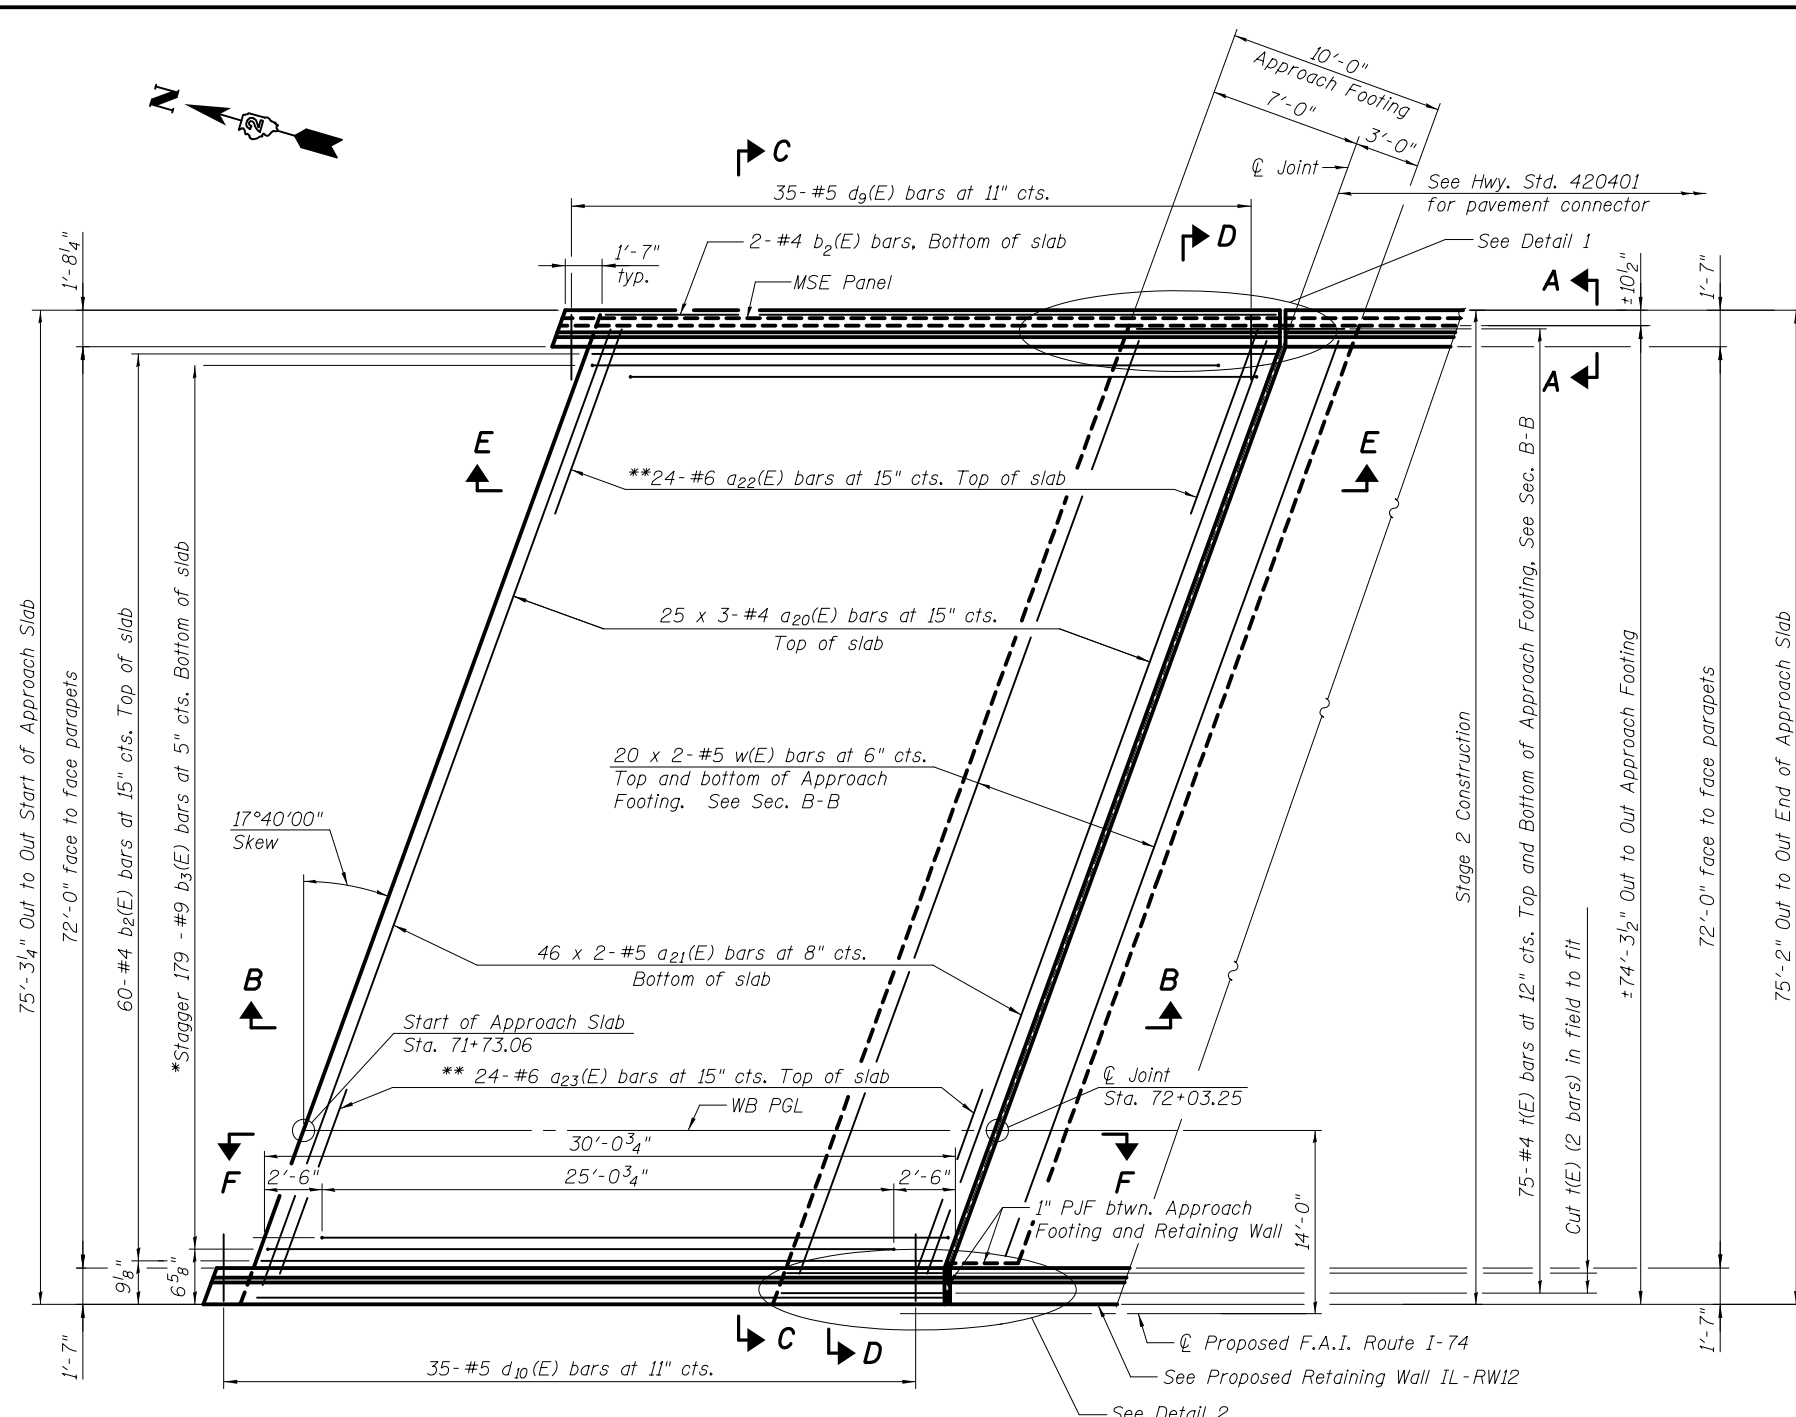 10'-0"
Approach Footing
7'-0"
3'-0"
N
2
C
℄ Joint
35-#5 d9(E) bars at 11" cts.
See Hwy. Std. 420401
for pavement connector
D
2-#4 b2(E) bars, Bottom of slab
See Detail 1
1'-8¼"
1'-7"
typ.
MSE Panel
A
±10½"
1'-7"
A
E
E
**24-#6 a22(E) bars at 15" cts. Top of slab
25 x 3-#4 a20(E) bars at 15" cts.
Top of slab
20 x 2-#5 w(E) bars at 6" cts.
Top and bottom of Approach
Footing. See Sec. B-B
17°40'00"
Skew
75'-3¼" Out to Out Start of Approach Slab
72'-0" face to face parapets
60-#4 b2(E) bars at 15" cts. Top of slab
*Stagger 179 - #9 b3(E) bars at 5" cts. Bottom of slab
Stage 2 Construction
75-#4 t(E) bars at 12" cts. Top and Bottom of Approach Footing, See Sec. B-B
Cut t(E) (2 bars) in field to fit
±74'-3½" Out to Out Approach Footing
72'-0" face to face parapets
75'-2" Out to Out End of Approach Slab
46 x 2-#5 a21(E) bars at 8" cts.
Bottom of slab
B
B
Start of Approach Slab
Sta. 71+73.06
** 24-#6 a23(E) bars at 15" cts. Top of slab
℄ Joint
Sta. 72+03.25
WB PGL
30'-0¾"
F
F
2'-6"
25'-0¾"
2'-6"
1" PJF btwn. Approach
Footing and Retaining Wall
14'-0"
9⅛"
6⅝"
1'-7"
1'-7"
C
D
℄ Proposed F.A.I. Route I-74
35-#5 d10(E) bars at 11" cts.
See Proposed Retaining Wall IL-RW12
See Detail 2